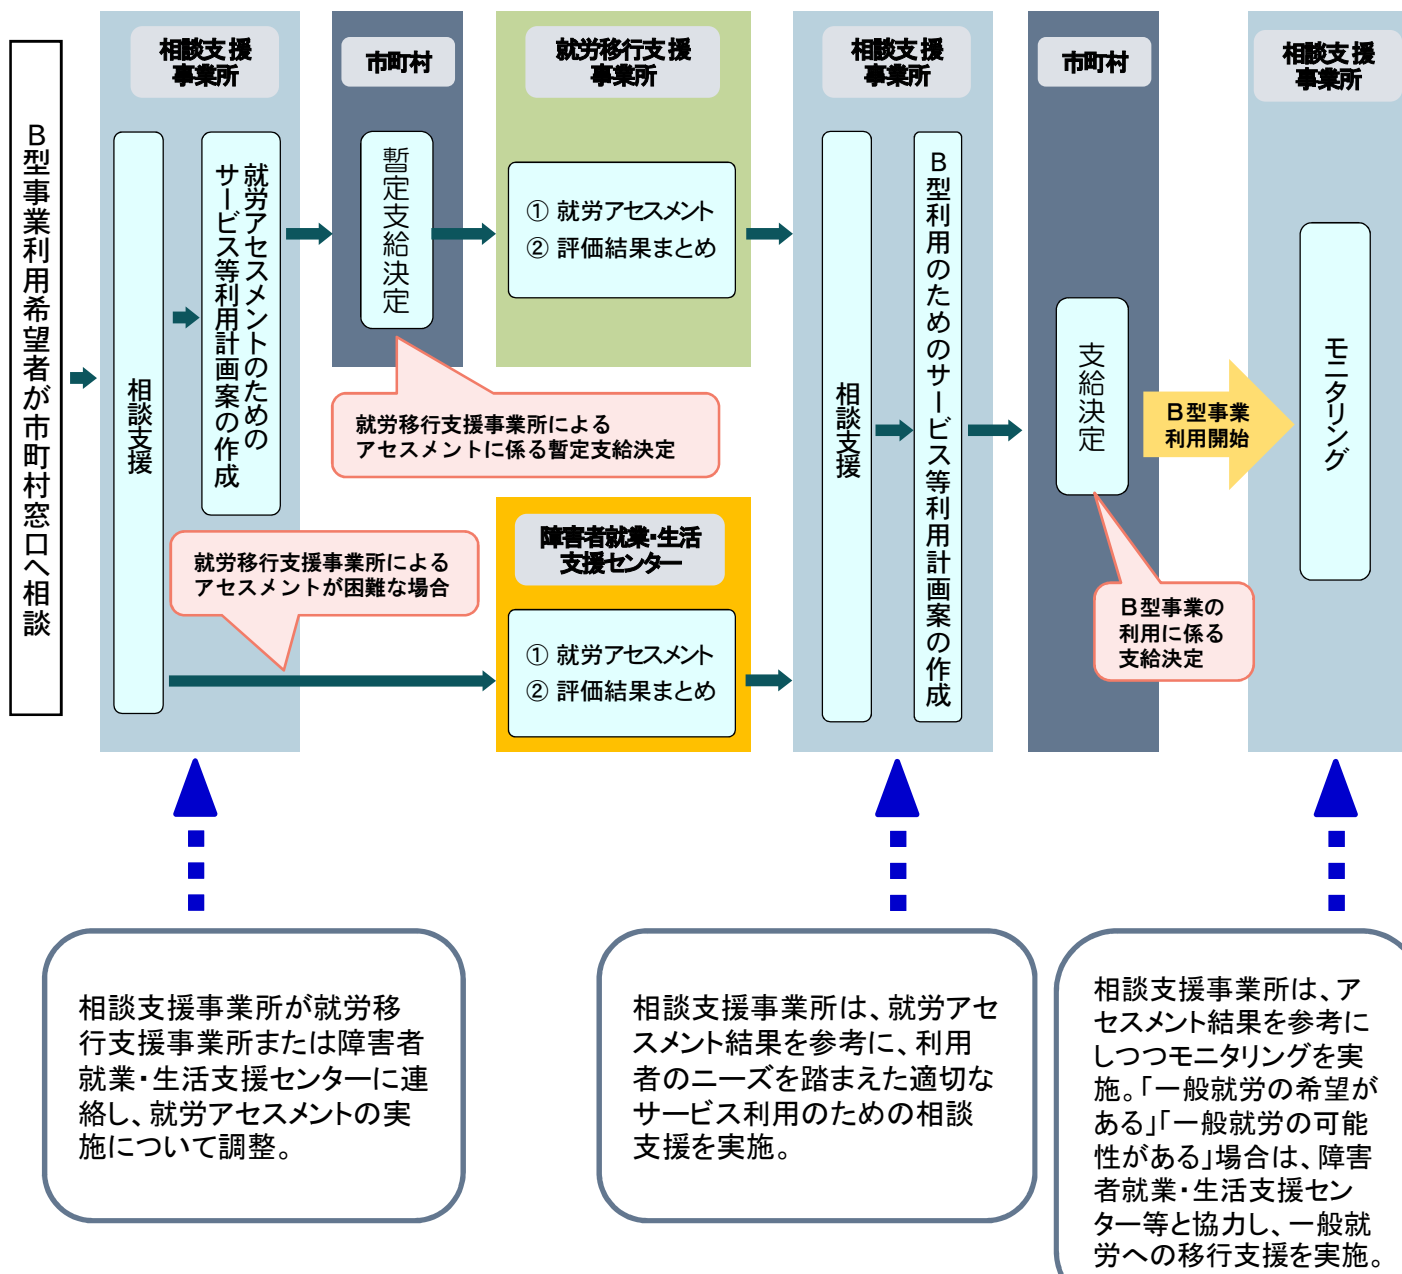 B型事業利用希望者が市町村窓口へ相談
相談支援
事業所
相談支援
就労アセスメントのための
サービス等利用計画案の作成
市町村
暫定支給決定
就労移行支援事業所による
アセスメントに係る暫定支給決定
就労移行支援
事業所
① 就労アセスメント
② 評価結果まとめ
就労移行支援事業所による
アセスメントが困難な場合
障害者就業・生活
支援センター
① 就労アセスメント
② 評価結果まとめ
相談支援
事業所
相談支援
B型利用のためのサービス等利用計画案の作成
市町村
支給決定
B型事業の
利用に係る
支給決定
B型事業
利用開始
相談支援
事業所
モニタリング
相談支援事業所が就労移
行支援事業所または障害者
就業・生活支援センターに連
絡し、就労アセスメントの実
施について調整。
相談支援事業所は、就労アセ
スメント結果を参考に、利用
者のニーズを踏まえた適切な
サービス利用のための相談
支援を実施。
相談支援事業所は、ア
セスメント結果を参考に
しつつモニタリングを実
施。「一般就労の希望が
ある」「一般就労の可能
性がある」場合は、障害
者就業・生活支援セン
ター等と協力し、一般就
労への移行支援を実施。